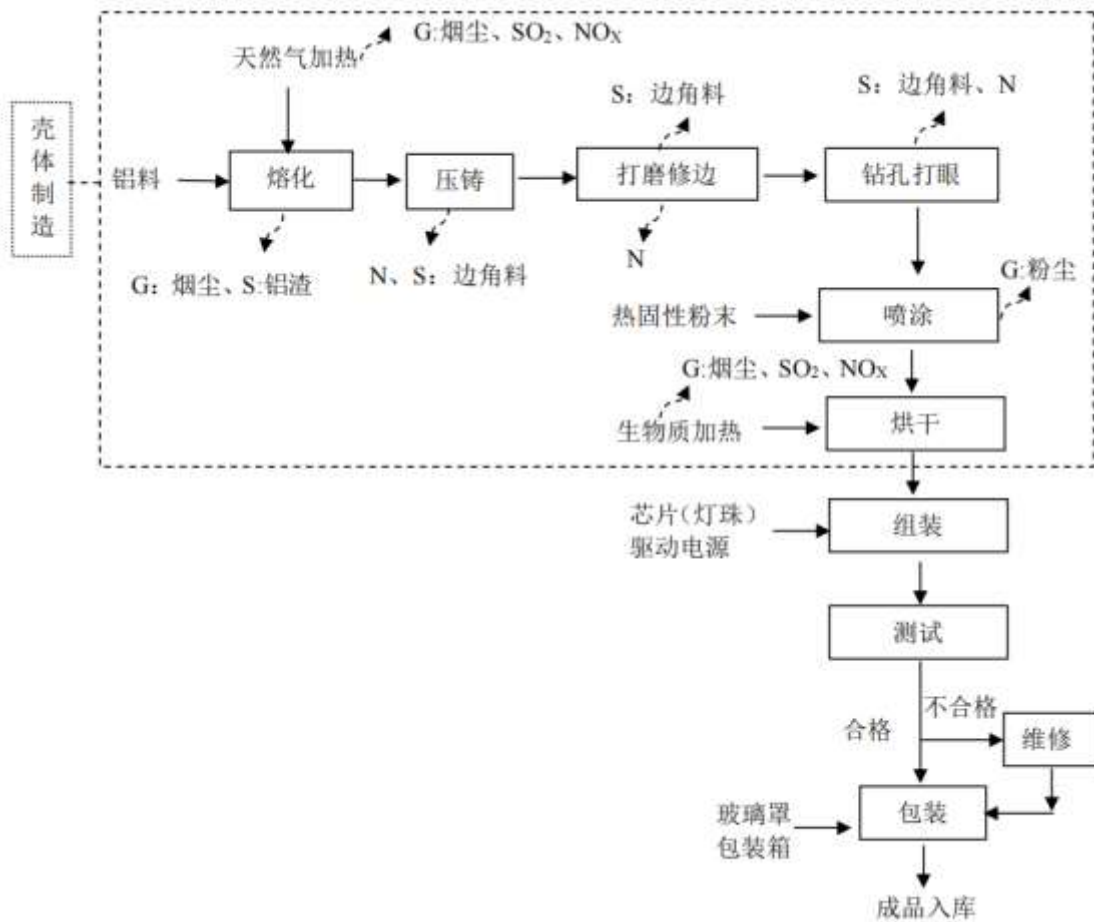 G:烟尘、SO₂、NOX
天然气加热
S：边角料
S：边角料、N
壳体制造
铝料
熔化
压铸
打磨修边
钻孔打眼
G：烟尘、S:铝渣
N、S：边角料
N
G:粉尘
热固性粉末
喷涂
G:烟尘、SO₂、NOX
生物质加热
烘干
芯片（灯珠）
驱动电源
组装
测试
不合格
合格
维修
玻璃罩
包装箱
包装
成品入库